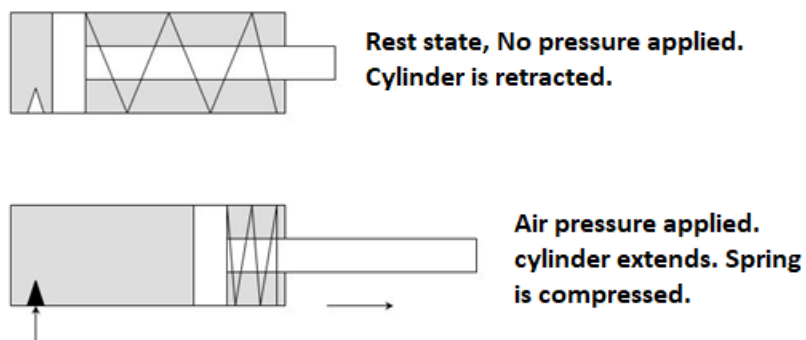 Rest state, No pressure applied.
Cylinder is retracted.
Air pressure applied.
cylinder extends. Spring
is compressed.